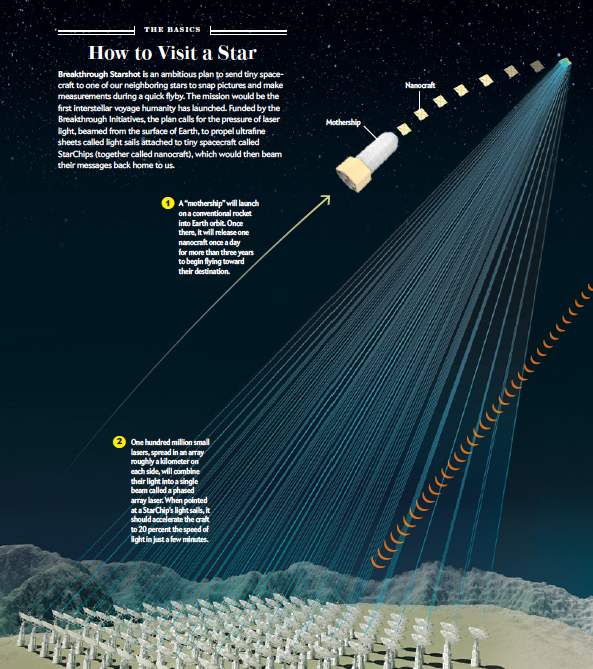 THE BASICS
How to Visit a Star
Breakthrough Starshot is an ambitious plan to send tiny space-
craft to one of our neighboring stars to snap pictures and make
measurements during a quick flyby. The mission would be the
first interstellar voyage humanity has launched. Funded by the
Breakthrough Initiatives, the plan calls for the pressure of laser
light, beamed from the surface of Earth, to propel ultrafine
sheets called light sails attached to tiny spacecraft called
StarChips (together called nanocraft), which would then beam
their messages back home to us.
Nanocraft
Mothership
1 A “mothership” will launch
on a conventional rocket
into Earth orbit. Once
there, it will release one
nanocraft once a day
for more than three years
to begin flying toward
their destination.
2 One hundred million small
lasers, spread in an array
roughly a kilometer on
each side, will combine
their light into a single
beam called a phased
array laser. When pointed
at a StarChip’s light sails, it
should accelerate the craft
to 20 percent the speed of
light in just a few minutes.